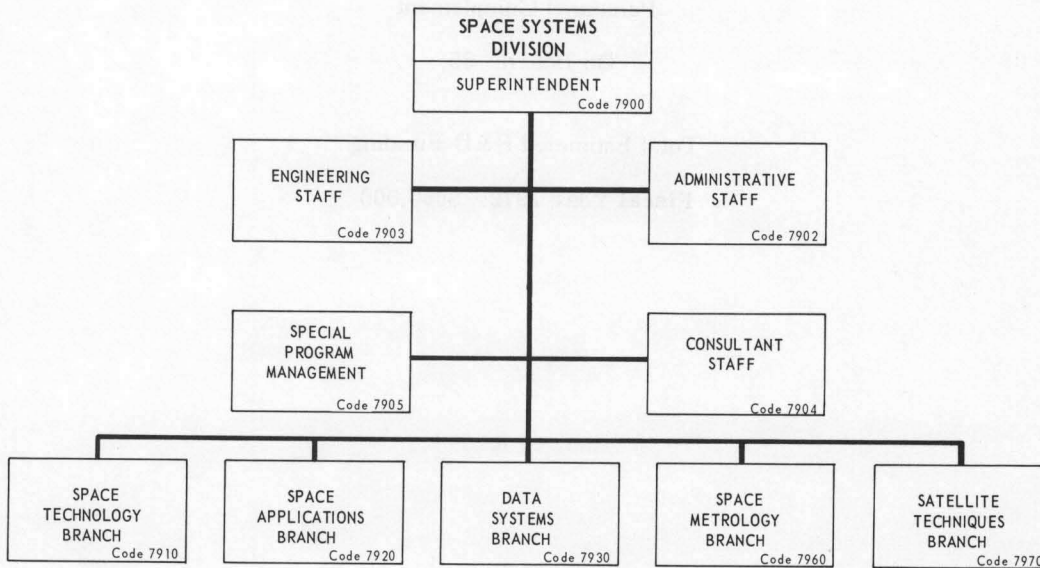 SPACE SYSTEMS
DIVISION
SUPERINTENDENT
Code 7900
ENGINEERING
STAFF
Code 7903
ADMINISTRATIVE
STAFF
Code 7902
SPECIAL
PROGRAM
MANAGEMENT
Code 7905
CONSULTANT
STAFF
Code 7904
SPACE
TECHNOLOGY
BRANCH
Code 7910
SPACE
APPLICATIONS
BRANCH
Code 7920
DATA
SYSTEMS
BRANCH
Code 7930
SPACE
METROLOGY
BRANCH
Code 7960
SATELLITE
TECHNIQUES
BRANCH
Code 7970